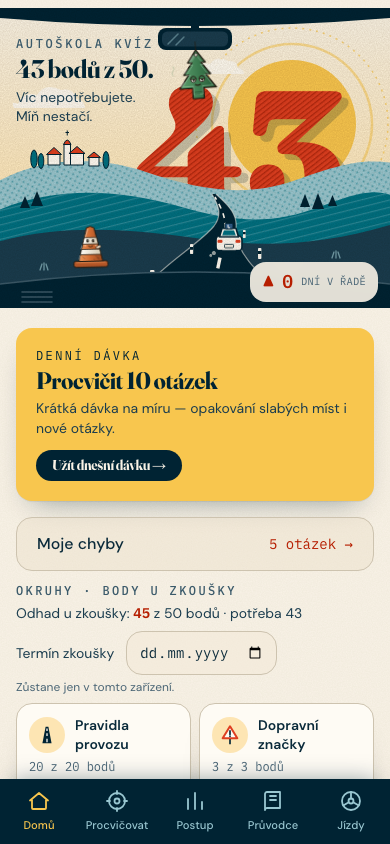 AUTOŠKOLA KVÍZ
43 bodů z 50.
Víc nepotřebujete.
Míň nestačí.
43
0 DNÍ V ŘADĚ
DENNÍ DÁVKA
Procvičit 10 otázek
Krátká dávka na míru — opakování slabých míst i
nové otázky.
Užít dnešní dávku →
Moje chyby 5 otázek →
OKRUHY · BODY U ZKOUŠKY
Odhad u zkoušky: 45 z 50 bodů · potřeba 43
Termín zkoušky dd.mm.yyyy
Zůstane jen v tomto zařízení.
Pravidla
provozu
20 z 20 bodů
Dopravní
značky
3 z 3 bodů
Domů Procvičovat Postup Průvodce Jízdy